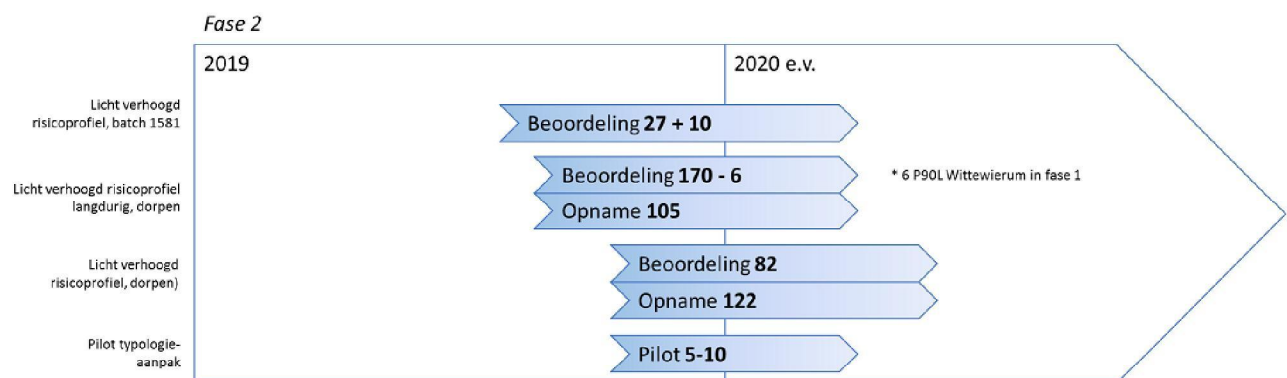 Fase 2
2019
2020 e.v.
Licht verhoogd
risicoprofiel, batch 1581
Beoordeling 27 + 10
Licht verhoogd risicoprofiel
langdurig, dorpen
Beoordeling 170 - 6
* 6 P90L Wittewierum in fase 1
Opname 105
Licht verhoogd
risicoprofiel, dorpen)
Beoordeling 82
Opname 122
Pilot typologie-
aanpak
Pilot 5-10